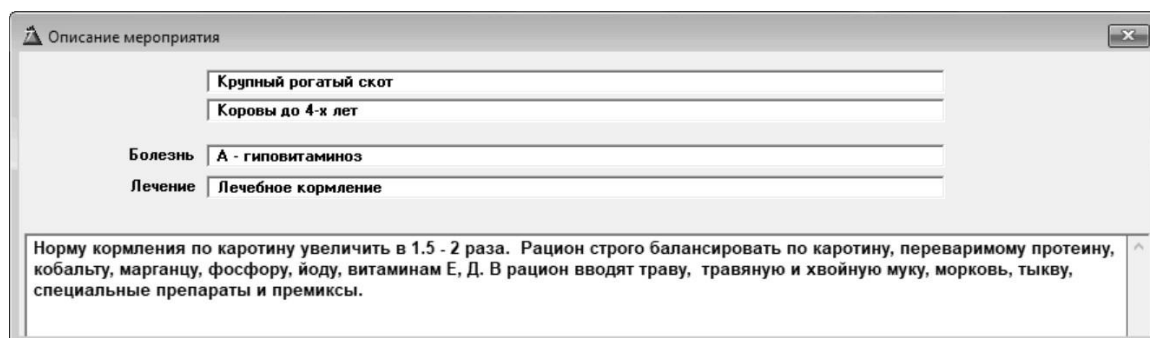 Описание мероприятия
Крупный рогатый скот
Коровы до 4-х лет
Болезнь А - гиповитаминоз
Лечение Лечебное кормление
Норму кормления по каротину увеличить в 1.5 - 2 раза. Рацион строго балансировать по каротину, переваримому протеину,
кобальту, марганцу, фосфору, йоду, витаминам Е, Д. В рацион вводят траву, травяную и хвойную муку, морковь, тыкву,
специальные препараты и премиксы.